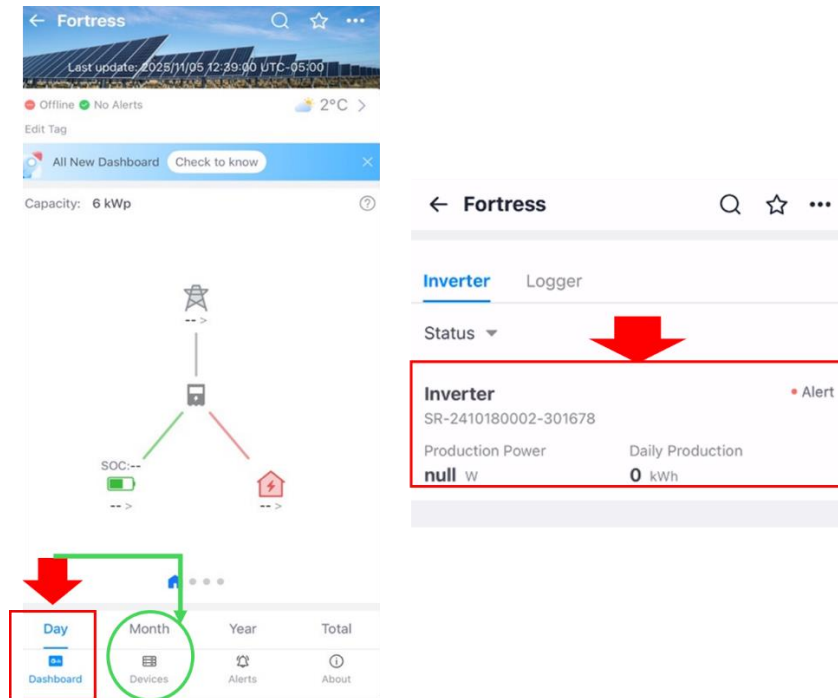 Fortress
Last update: 2025/11/05 12:39:00 UTC-05:00
Offline No Alerts 2°C >
Edit Tag
All New Dashboard Check to know
Capacity: 6 kWp
-- >
SOC:--
-- > -- >
Day Month Year Total
Dashboard Devices Alerts About
Fortress
Inverter Logger
Status
Inverter Alert
SR-2410180002-301678
Production Power Daily Production
null W 0 kWh